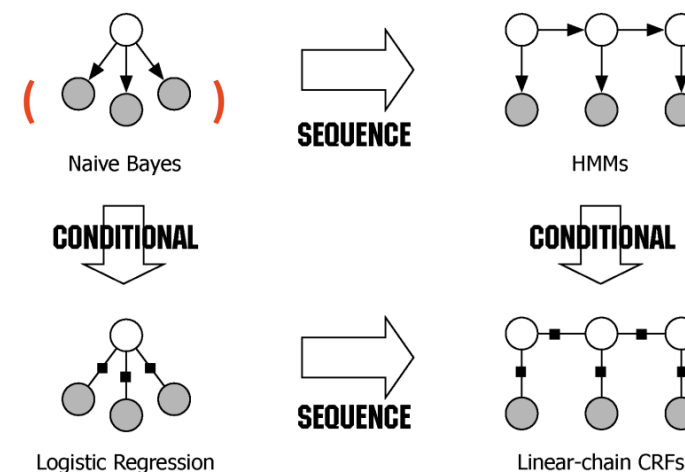 ( )
SEQUENCE
Naive Bayes
HMMs
CONDITIONAL
CONDITIONAL
SEQUENCE
Logistic Regression
Linear-chain CRFs